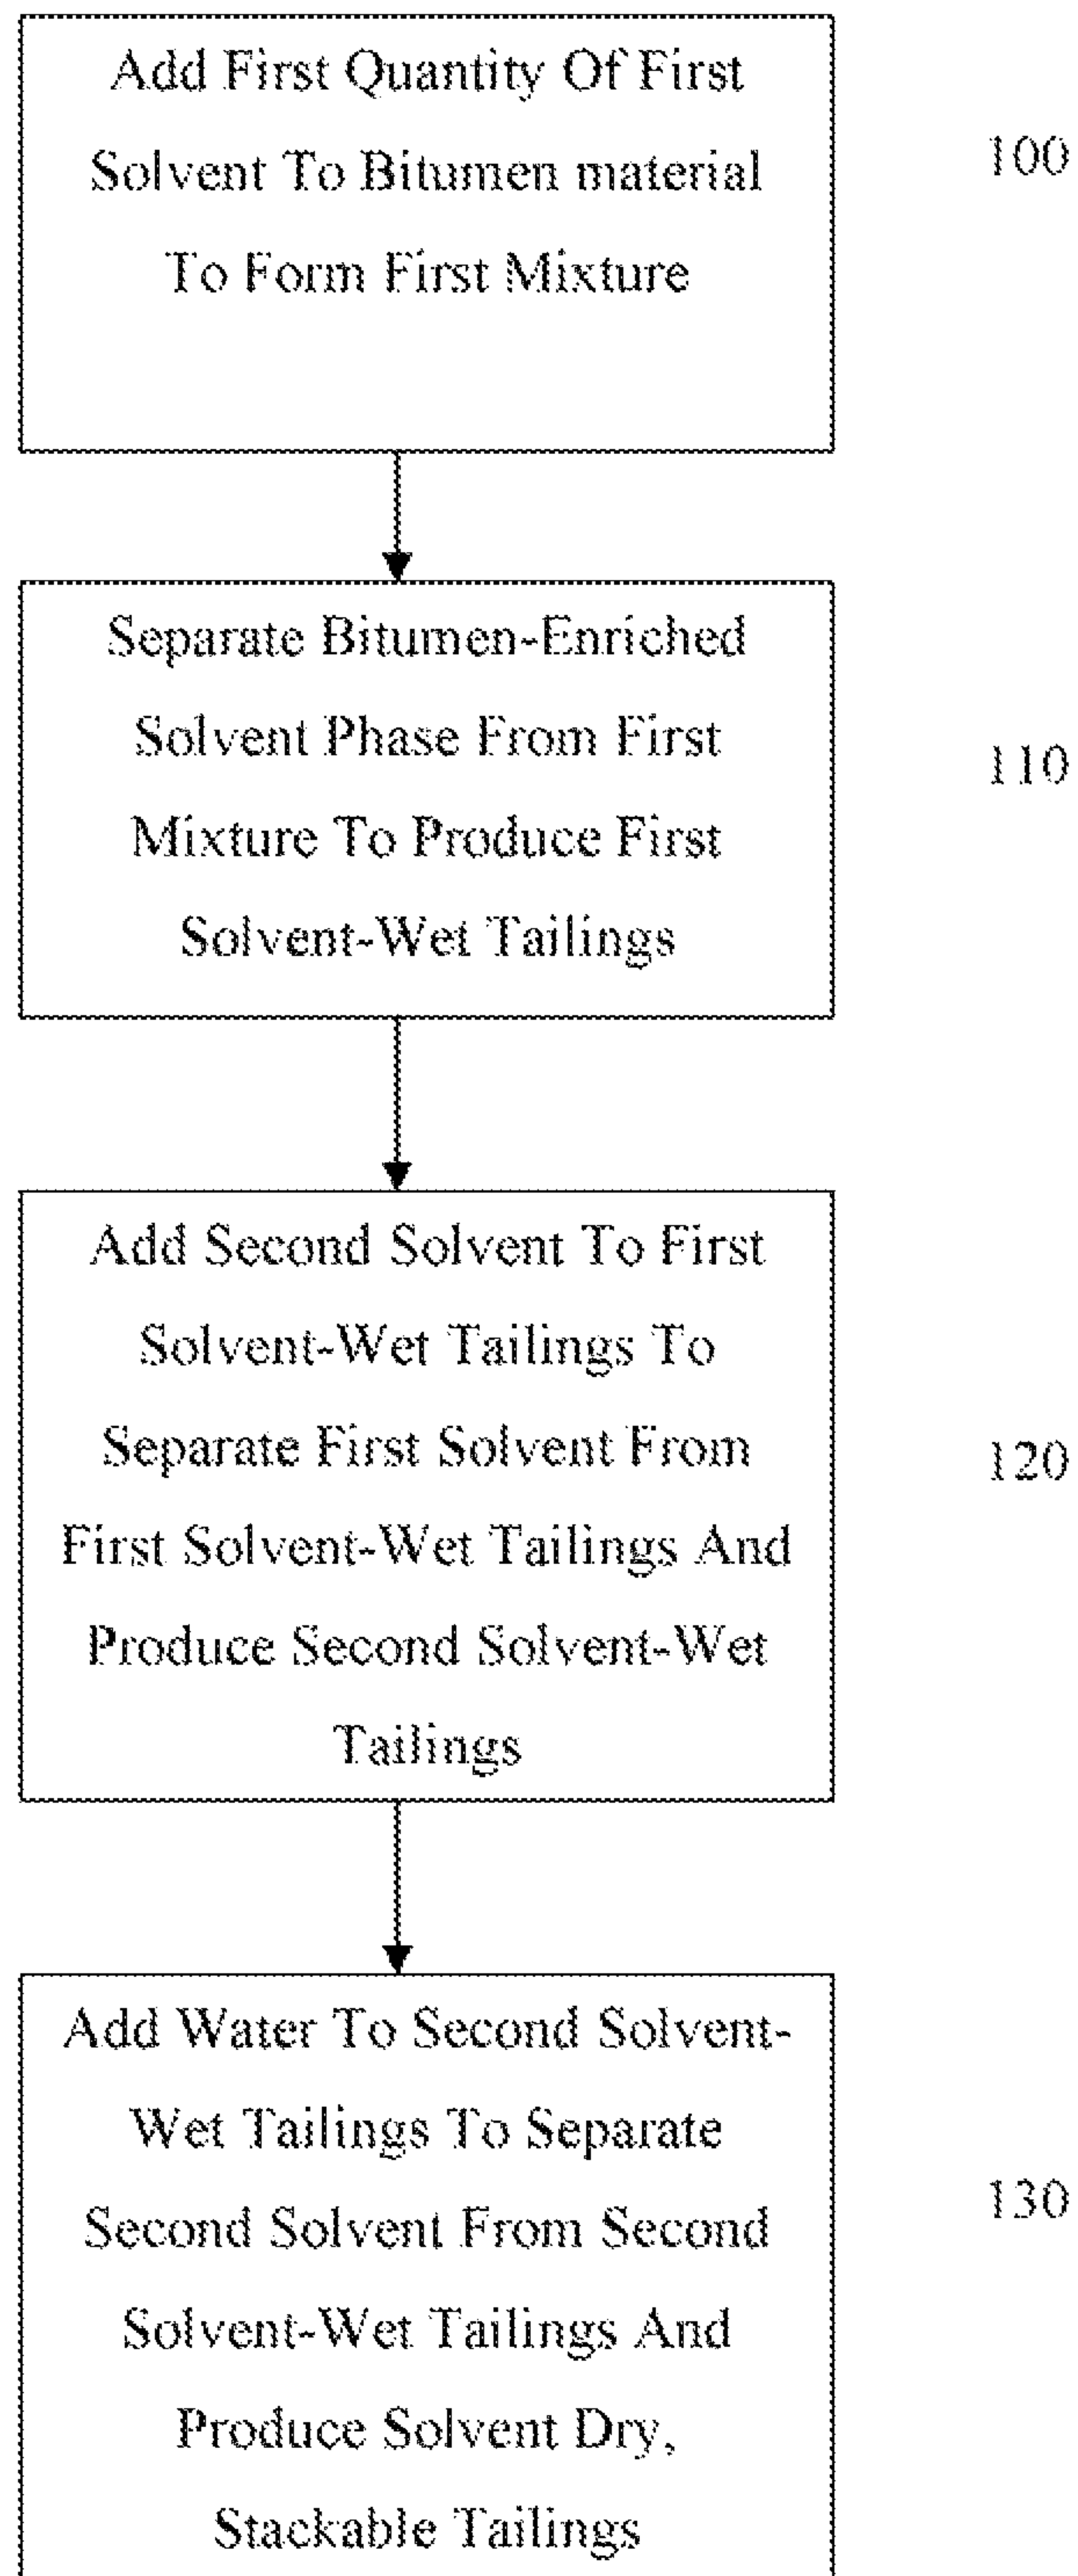 Add First Quantity Of First
Solvent To Bitumen material
To Form First Mixture
100
Separate Bitumen-Enriched
Solvent Phase From First
Mixture To Produce First
Solvent-Wet Tailings
110
Add Second Solvent To First
Solvent-Wet Tailings To
Separate First Solvent From
First Solvent-Wet Tailings And
Produce Second Solvent-Wet
Tailings
120
Add Water To Second Solvent-
Wet Tailings To Separate
Second Solvent From Second
Solvent-Wet Tailings And
Produce Solvent Dry,
Stackable Tailings
130